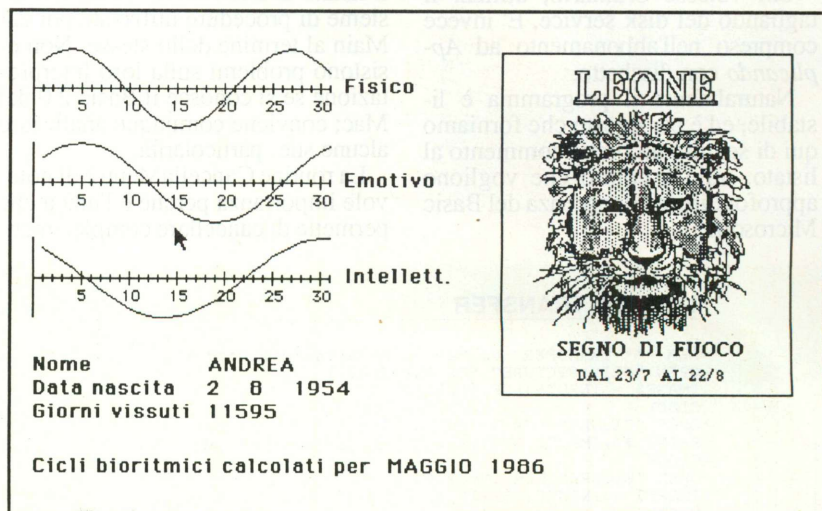 Fisico
5 10 15 20 25 30
Emotivo
5 10 15 20 25 30
Intellett.
5 10 15 20 25 30
Nome ANDREA
Data nascita 2 8 1954
Giorni vissuti 11595
Cicli bioritmici calcolati per MAGGIO 1986
LEONE
SEGNO DI FUOCO
DAL 23/7 AL 22/8